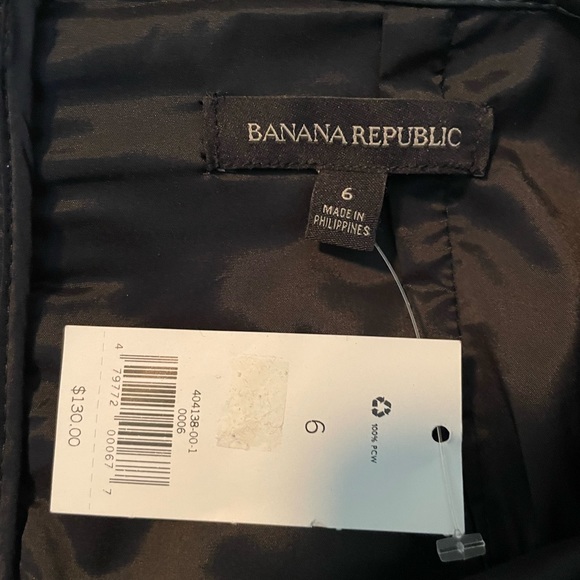 BANANA REPUBLIC
6
MADE IN
PHILIPPINES
100% PCW
6
404138-00-1
0006
4 79772 00067 7
$130.00